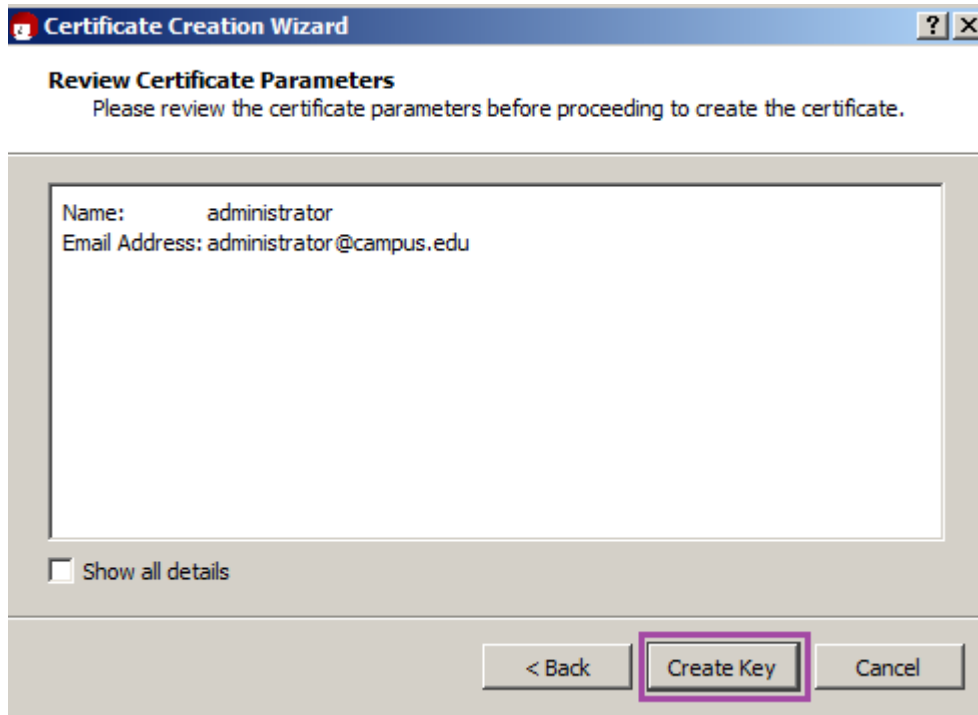 Certificate Creation Wizard
Review Certificate Parameters
Please review the certificate parameters before proceeding to create the certificate.
Name: administrator
Email Address: administrator@campus.edu
Show all details
< Back Create Key Cancel